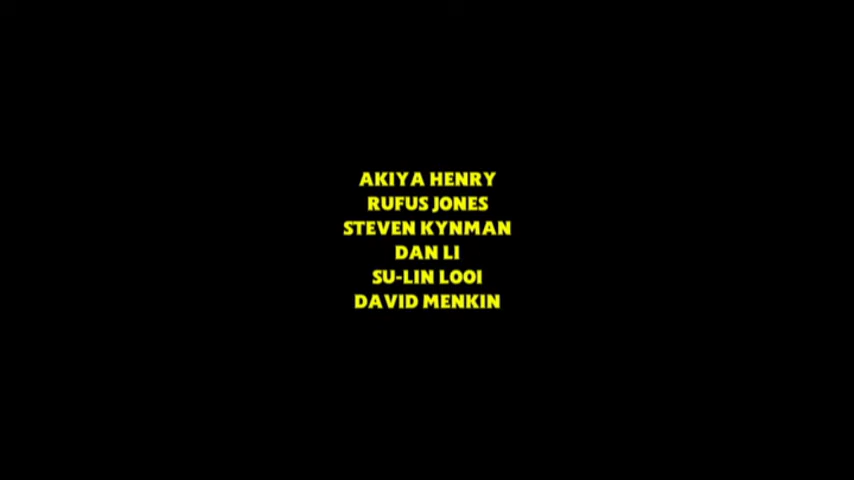 AKIYA HENRY
RUFUS JONES
STEVEN KYNMAN
DAN LI
SU-LIN LOOI
DAVID MENKIN